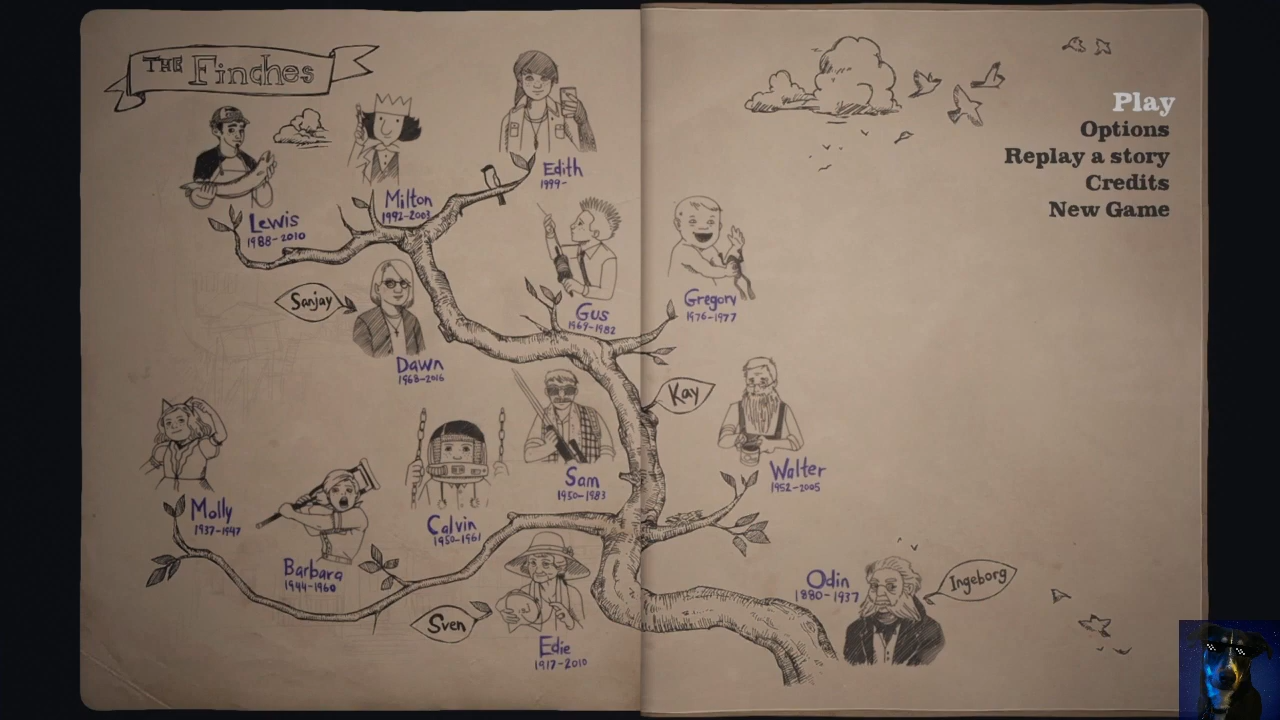 THE Finches
Edith
1999-
Milton
1992-2003
Lewis
1988-2010
Sanjay
Dawn
1968-2016
Gus
1969-1982
Gregory
1976-1977
Kay
Sam
1950-1983
Walter
1952-2005
Calvin
1950-1961
Molly
1937-1947
Barbara
1944-1960
Sven
Edie
1917-2010
Odin
1880-1937
Ingeborg
Play
Options
Replay a story
Credits
New Game